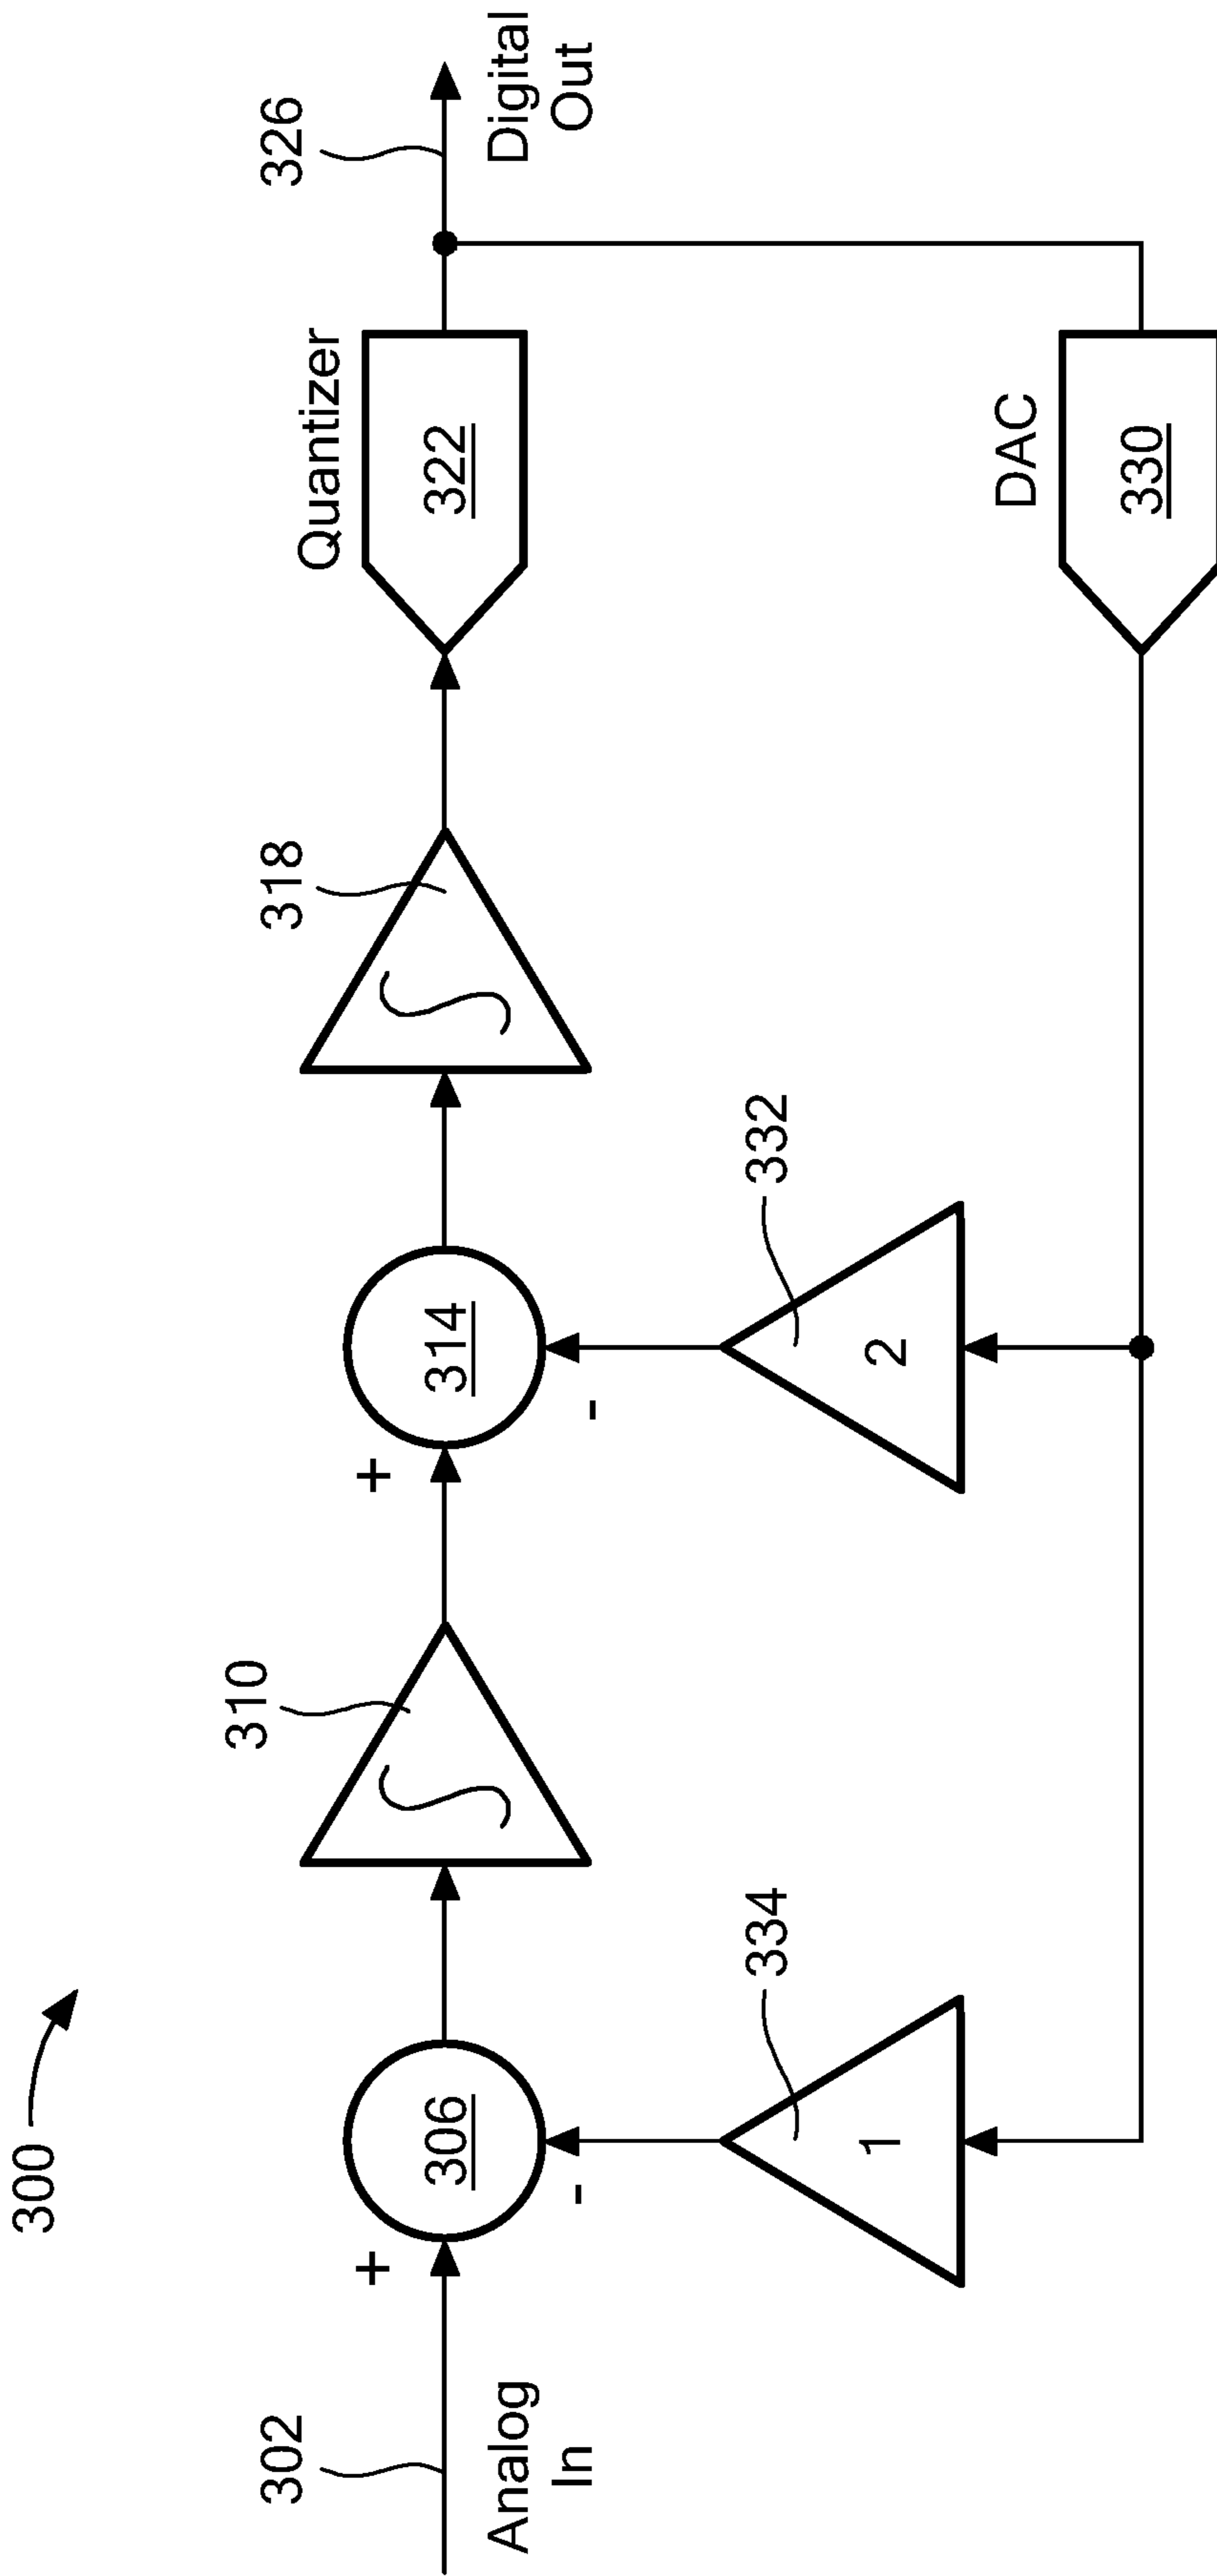 300
302
Analog
In
+
306
-
334
1
310
+
314
-
332
2
318
Quantizer
322
326
Digital
Out
DAC
330